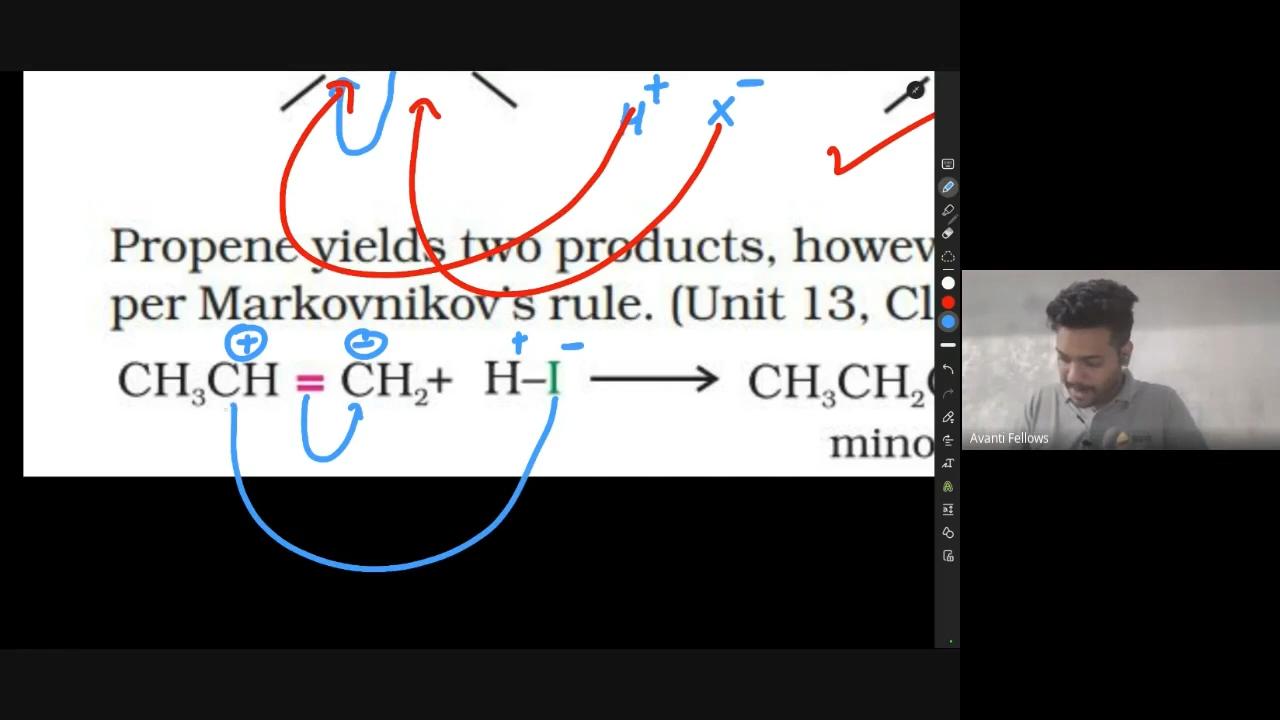 H⁺ X⁻
Propene yields two products, howev
per Markovnikov's rule. (Unit 13, Cl
+ − + −
CH₃CH = CH₂+ H–I ⟶ CH₃CH₂
mino
Avanti Fellows